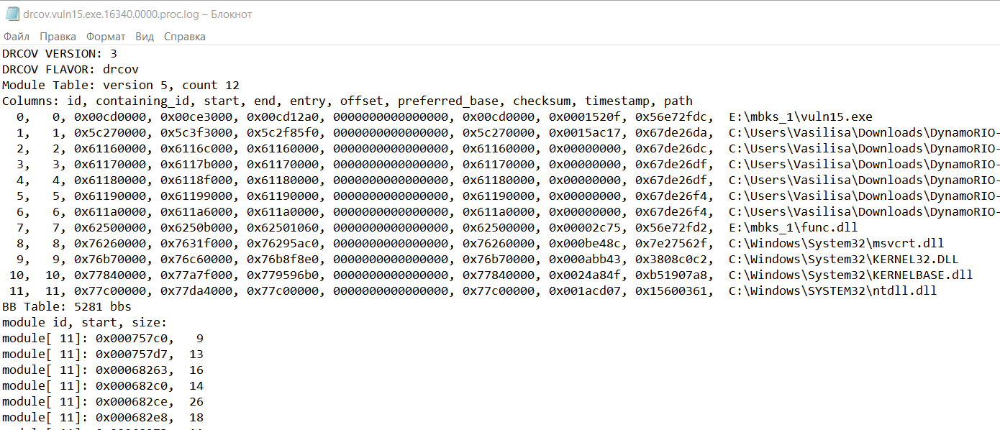 drcov.vuln15.exe.16340.0000.proc.log – Блокнот
Файл Правка Формат Вид Справка
DRCOV VERSION: 3
DRCOV FLAVOR: drcov
Module Table: version 5, count 12
Columns: id, containing_id, start, end, entry, offset, preferred_base, checksum, timestamp, path
0, 0, 0x00cd0000, 0x00ce3000, 0x00cd12a0, 0000000000000000, 0x00cd0000, 0x0001520f, 0x56e72fdc, E:\mbks_1\vuln15.exe
1, 1, 0x5c270000, 0x5c3f3000, 0x5c2f85f0, 0000000000000000, 0x5c270000, 0x0015ac17, 0x67de26da, C:\Users\Vasilisa\Downloads\DynamoRIO-
2, 2, 0x61160000, 0x6116c000, 0x61160000, 0000000000000000, 0x61160000, 0x00000000, 0x67de26dc, C:\Users\Vasilisa\Downloads\DynamoRIO-
3, 3, 0x61170000, 0x6117b000, 0x61170000, 0000000000000000, 0x61170000, 0x00000000, 0x67de26df, C:\Users\Vasilisa\Downloads\DynamoRIO-
4, 4, 0x61180000, 0x6118f000, 0x61180000, 0000000000000000, 0x61180000, 0x00000000, 0x67de26df, C:\Users\Vasilisa\Downloads\DynamoRIO-
5, 5, 0x61190000, 0x61199000, 0x61190000, 0000000000000000, 0x61190000, 0x00000000, 0x67de26f4, C:\Users\Vasilisa\Downloads\DynamoRIO-
6, 6, 0x611a0000, 0x611a6000, 0x611a0000, 0000000000000000, 0x611a0000, 0x00000000, 0x67de26f4, C:\Users\Vasilisa\Downloads\DynamoRIO-
7, 7, 0x62500000, 0x6250b000, 0x62501060, 0000000000000000, 0x62500000, 0x00002c75, 0x56e72fd2, E:\mbks_1\func.dll
8, 8, 0x76260000, 0x7631f000, 0x76295ac0, 0000000000000000, 0x76260000, 0x000be48c, 0x7e27562f, C:\Windows\System32\msvcrt.dll
9, 9, 0x76b70000, 0x76c60000, 0x76b8f8e0, 0000000000000000, 0x76b70000, 0x000abb43, 0x3808c0c2, C:\Windows\System32\KERNEL32.DLL
10, 10, 0x77840000, 0x77a7f000, 0x779596b0, 0000000000000000, 0x77840000, 0x0024a84f, 0xb51907a8, C:\Windows\System32\KERNELBASE.dll
11, 11, 0x77c00000, 0x77da4000, 0x77c00000, 0000000000000000, 0x77c00000, 0x001acd07, 0x15600361, C:\Windows\SYSTEM32\ntdll.dll
BB Table: 5281 bbs
module id, start, size:
module[ 11]: 0x000757c0, 9
module[ 11]: 0x000757d7, 13
module[ 11]: 0x00068263, 16
module[ 11]: 0x000682c0, 14
module[ 11]: 0x000682ce, 26
module[ 11]: 0x000682e8, 18